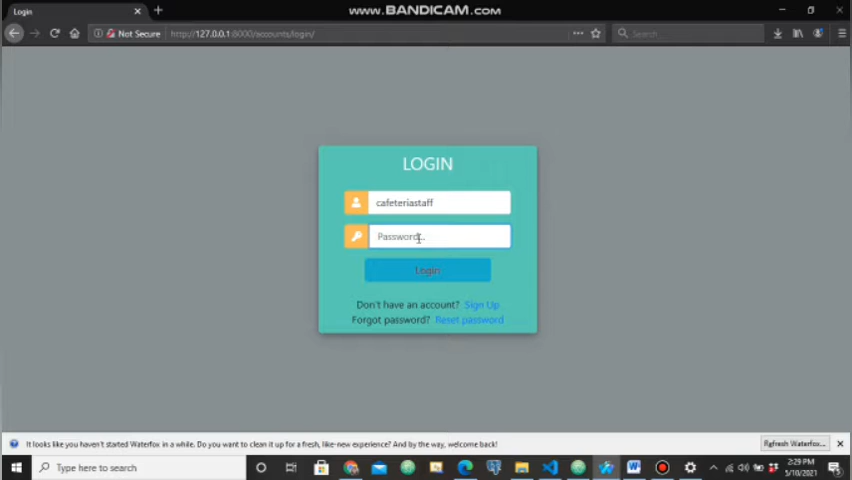 Login
www.BANDICAM.com
Not Secure
http://127.0.0.1:8000/accounts/login/
Search
LOGIN
cafeteriastaff
Password..
Login
Don't have an account? Sign Up
Forgot password? Reset password
It looks like you haven't started Waterfox in a while. Do you want to clean it up for a fresh, like-new experience? And by the way, welcome back!
Refresh Waterfox...
Type here to search
2:29 PM
5/10/2021